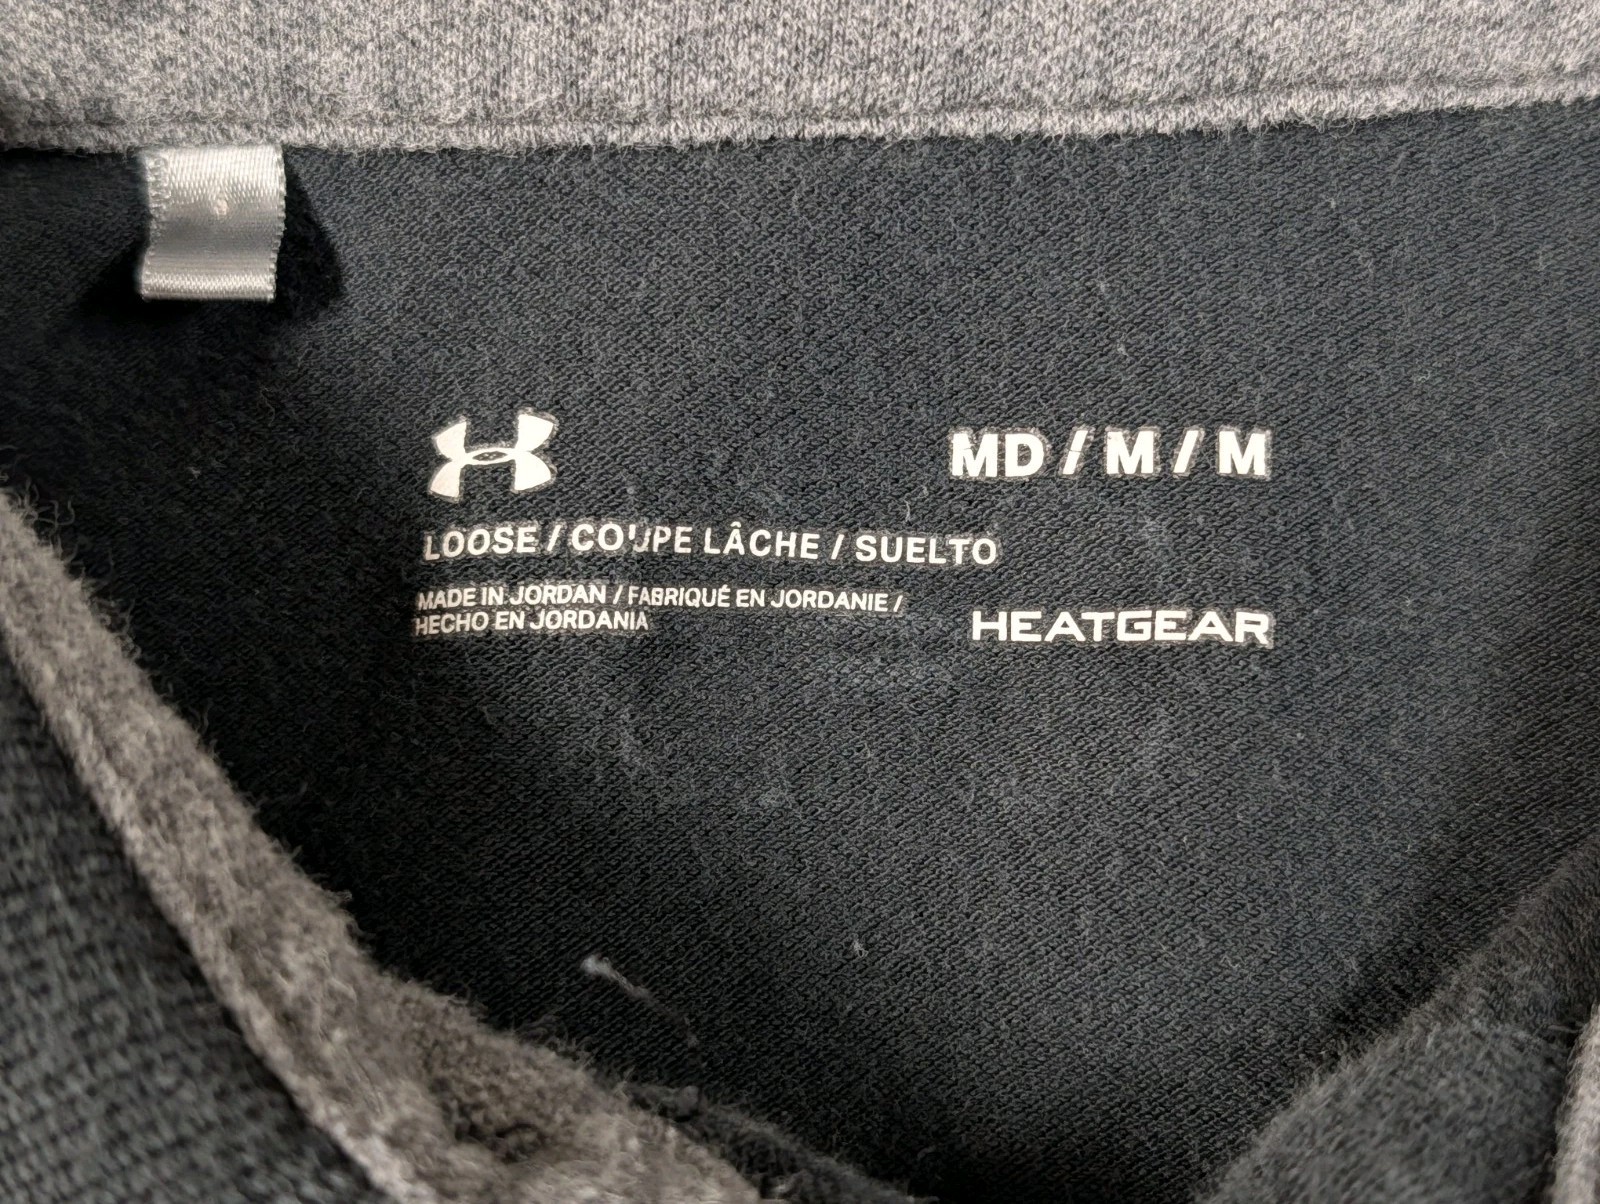 MD / M / M
LOOSE / COUPE LÂCHE / SUELTO
MADE IN JORDAN / FABRIQUÉ EN JORDANIE /
HECHO EN JORDANIA
HEATGEAR